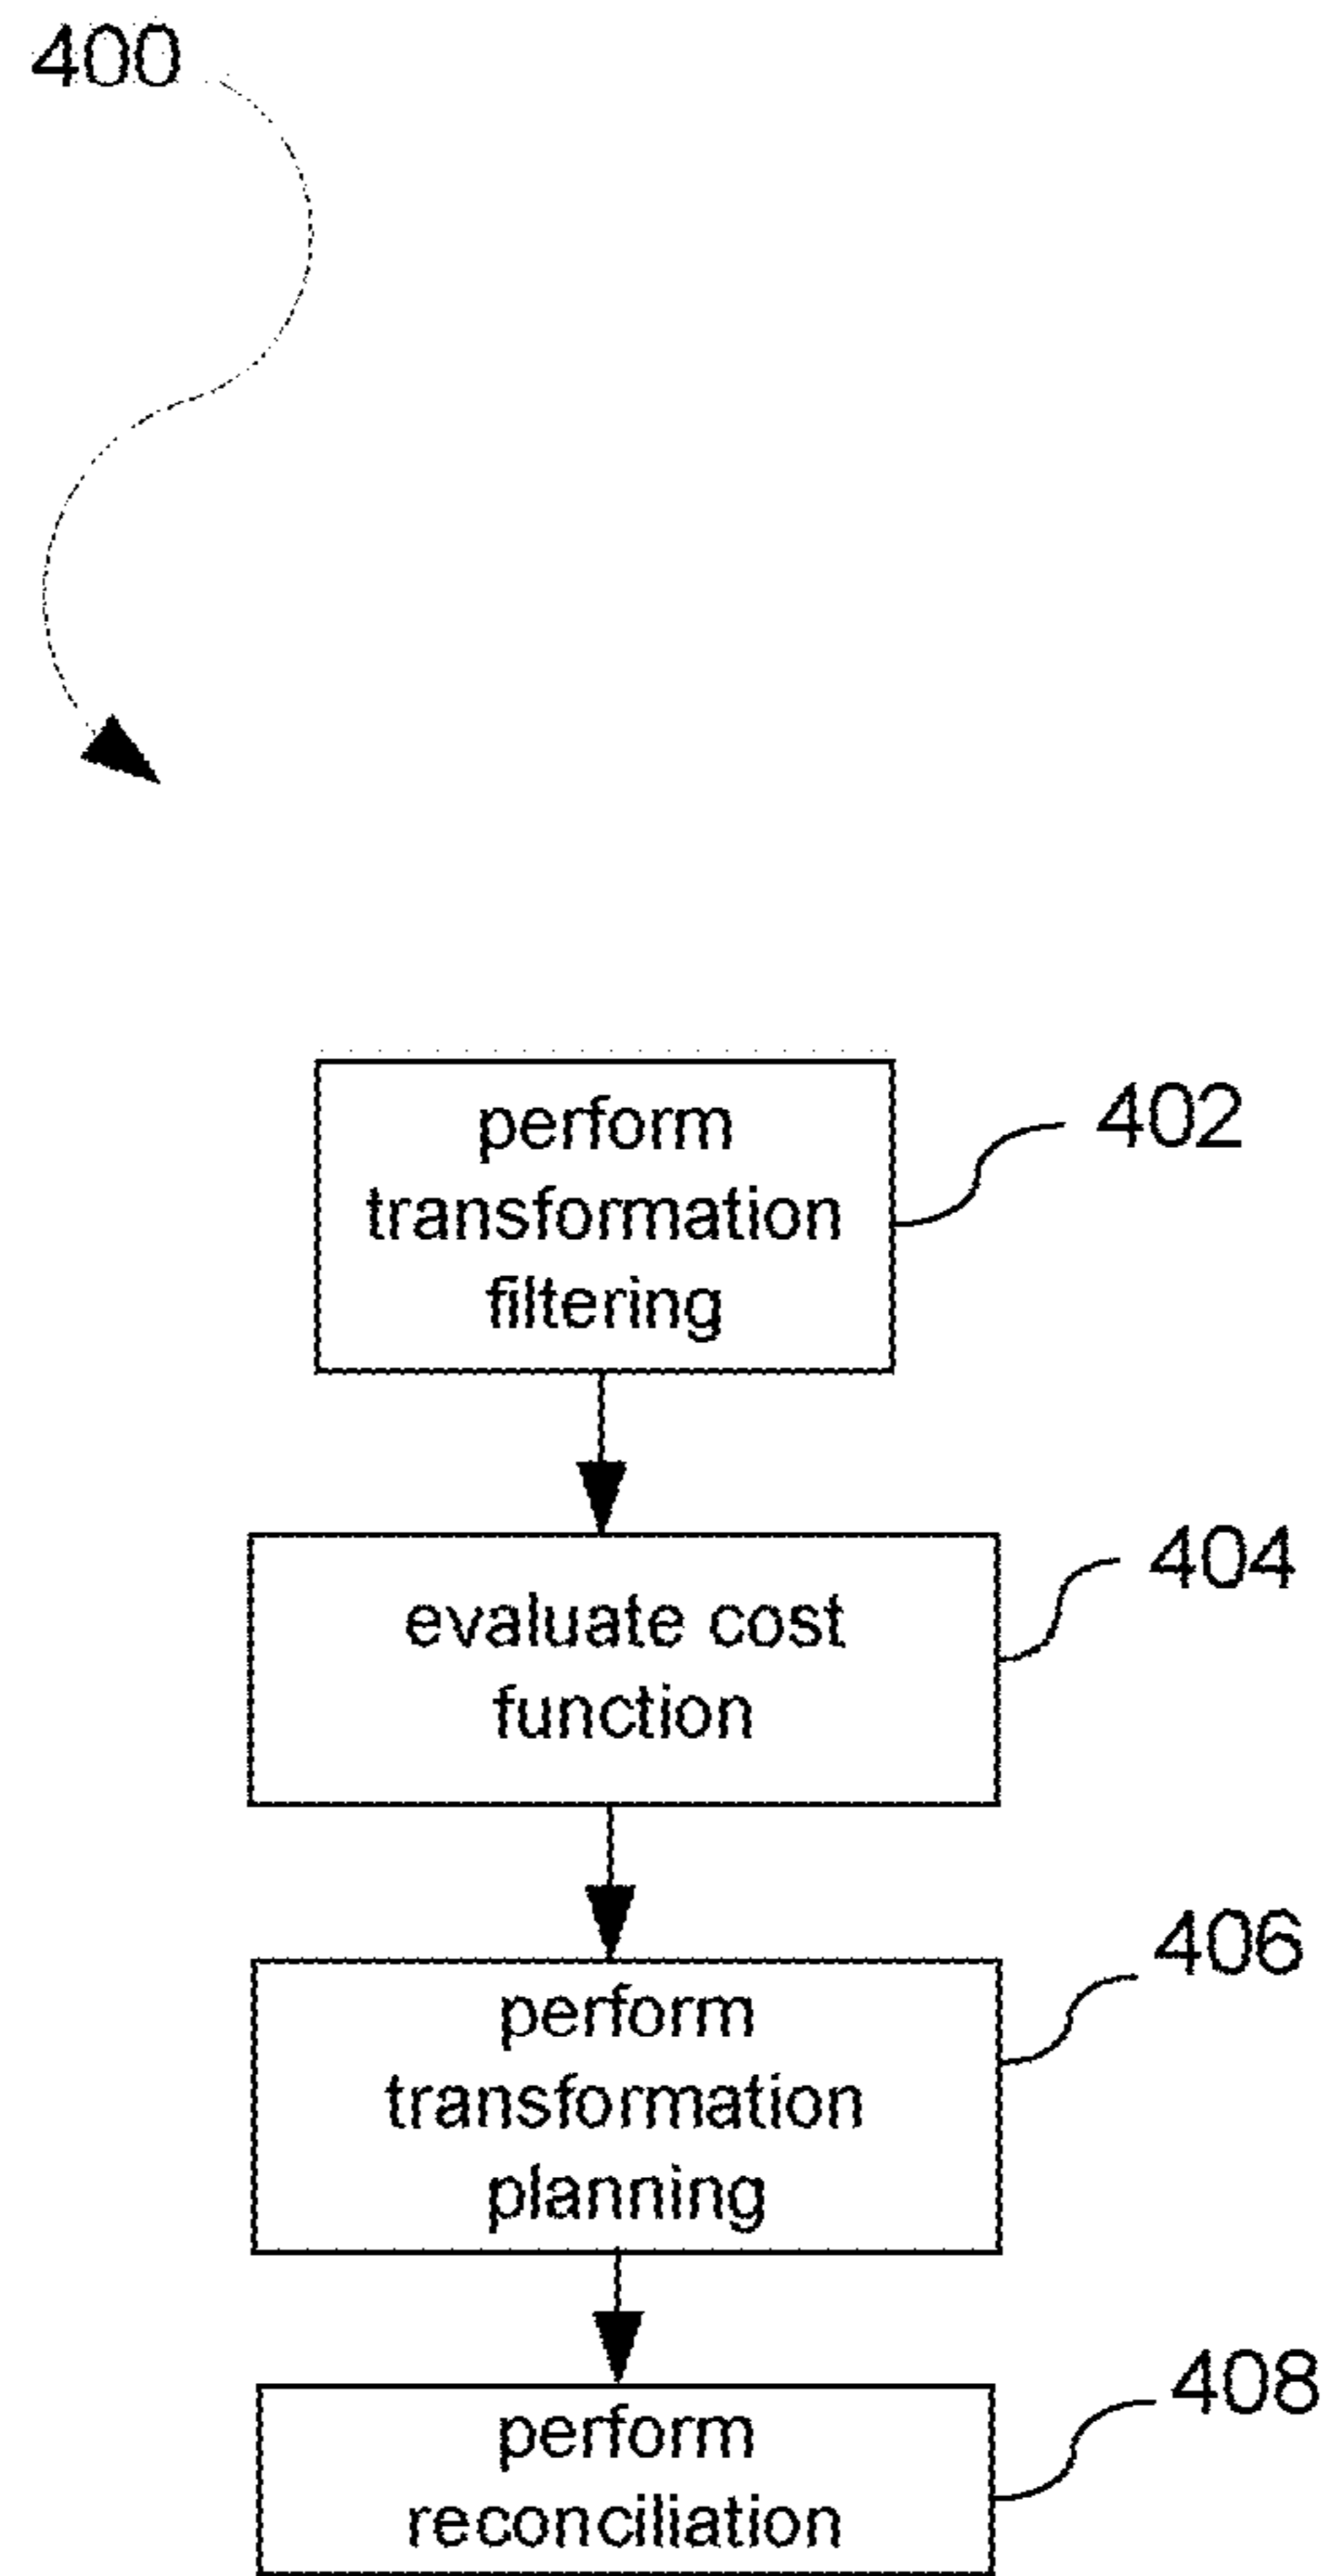 400
perform
transformation
filtering
402
evaluate cost
function
404
perform
transformation
planning
406
perform
reconciliation
408